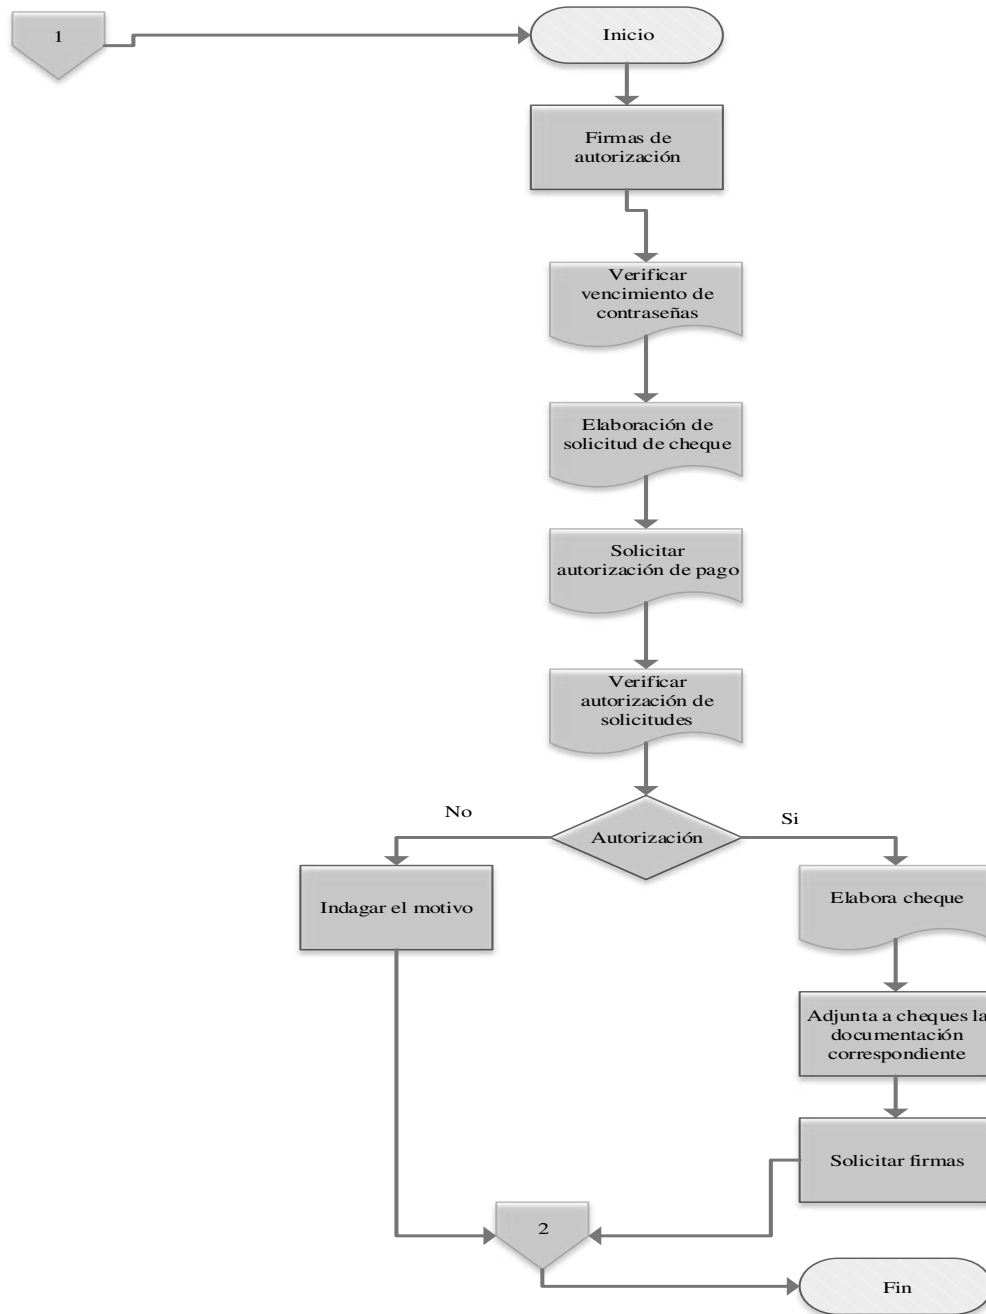 1
Inicio
Firmas de
autorización
Verificar
vencimiento de
contraseñas
Elaboración de
solicitud de cheque
Solicitar
autorización de pago
Verificar
autorización de
solicitudes
No
Si
Autorización
Indagar el motivo
Elabora cheque
Adjunta a cheques la
documentación
correspondiente
Solicitar firmas
2
Fin